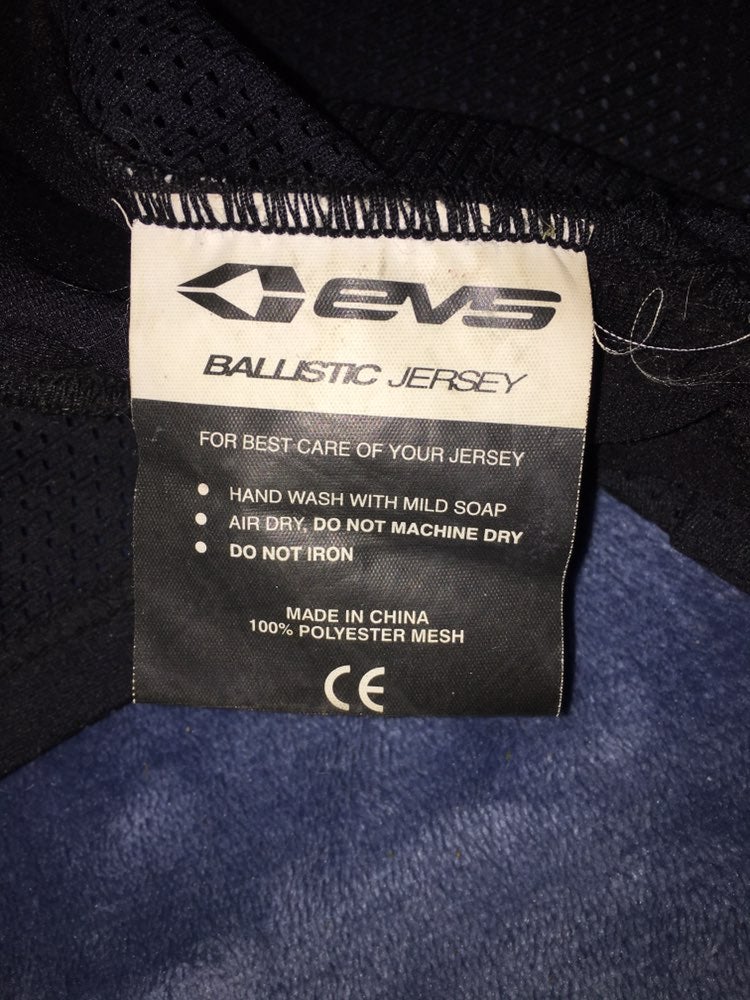 evs
BALLISTIC JERSEY
FOR BEST CARE OF YOUR JERSEY
• HAND WASH WITH MILD SOAP
• AIR DRY, DO NOT MACHINE DRY
• DO NOT IRON
MADE IN CHINA
100% POLYESTER MESH
CE